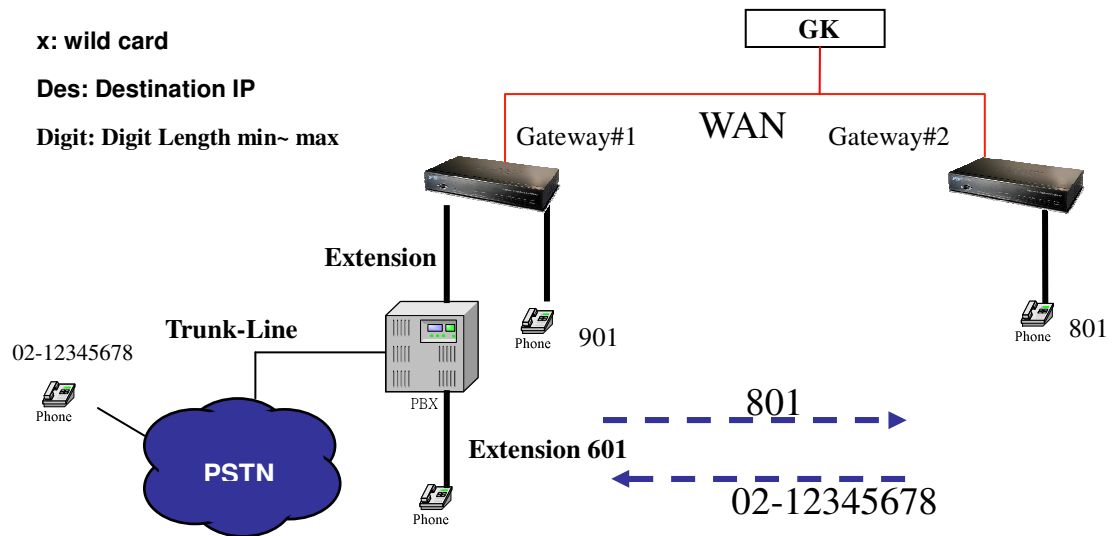 x: wild card
GK
Des: Destination IP
Digit: Digit Length min~ max
Gateway#1
WAN
Gateway#2
Extension
Trunk-Line
02-12345678
Phone
901
Phone
801
Phone
PBX
801
PSTN
Extension 601
02-12345678
Phone